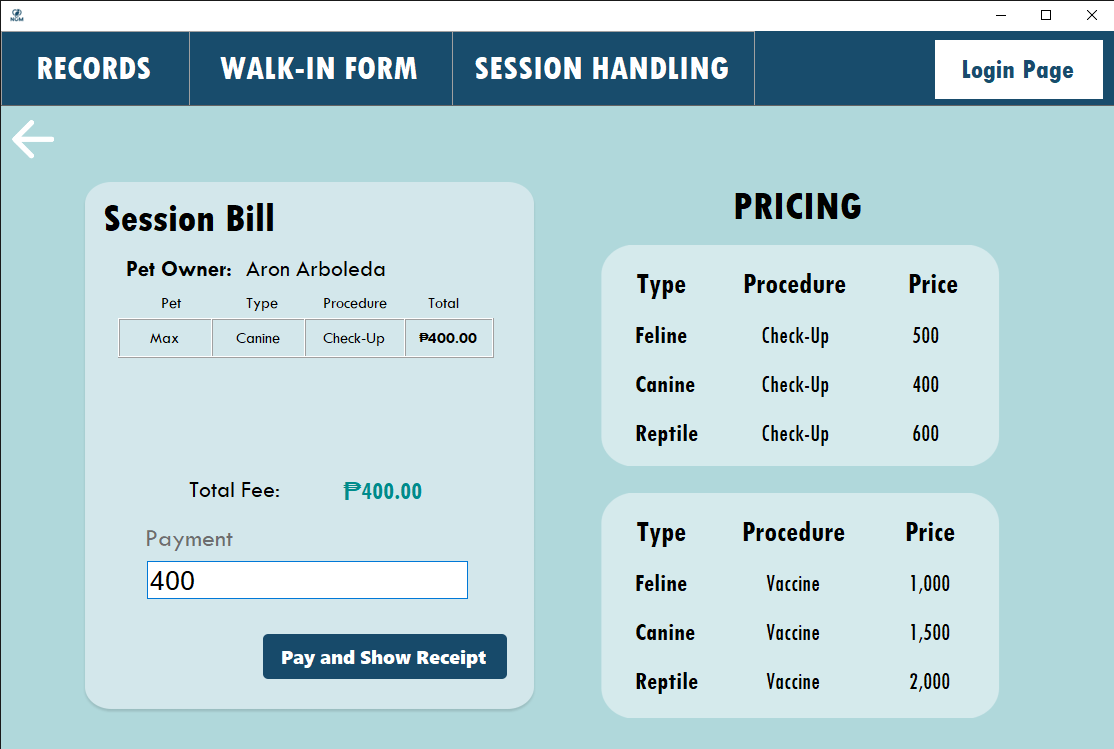 NGM
RECORDS WALK-IN FORM SESSION HANDLING Login Page
Session Bill
Pet Owner: Aron Arboleda
Pet Type Procedure Total
Max Canine Check-Up ₱400.00
Total Fee: ₱400.00
Payment
400
Pay and Show Receipt
PRICING
Type Procedure Price
Feline Check-Up 500
Canine Check-Up 400
Reptile Check-Up 600
Type Procedure Price
Feline Vaccine 1,000
Canine Vaccine 1,500
Reptile Vaccine 2,000